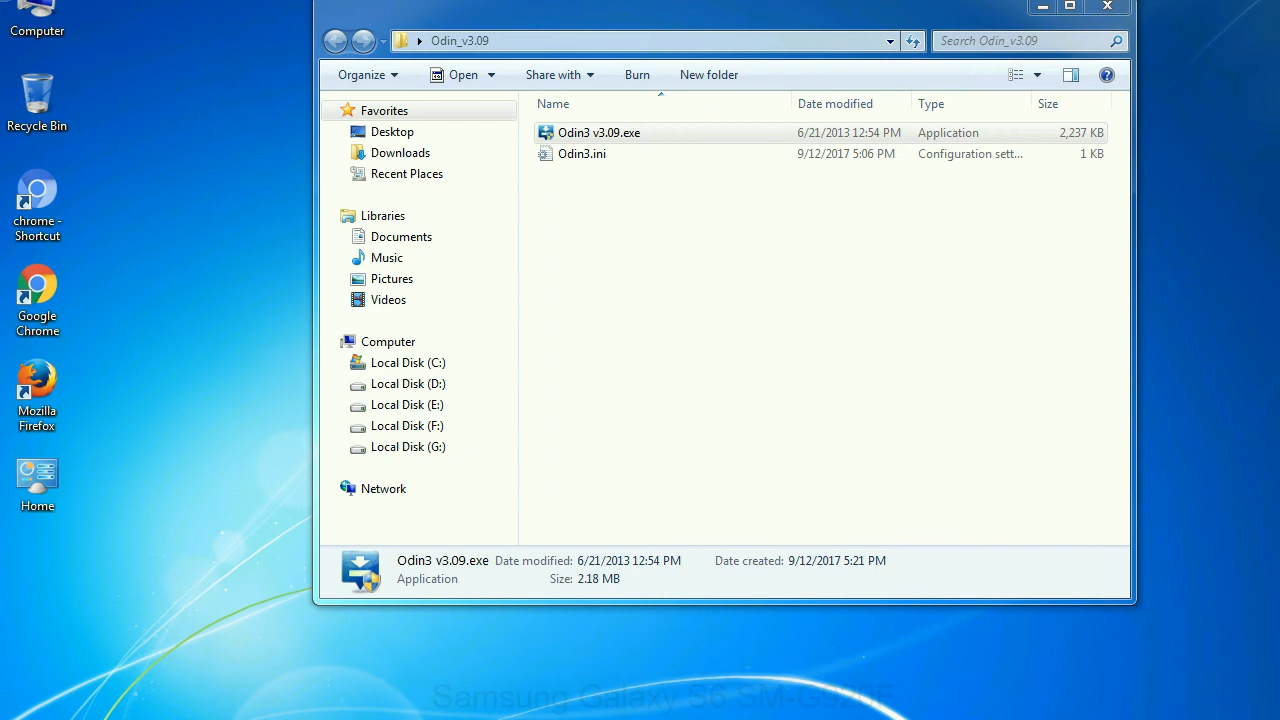 Computer
Recycle Bin
chrome -
Shortcut
Google
Chrome
Mozilla
Firefox
Home
Odin_v3.09
Search Odin_v3.09
Organize
Open
Share with
Burn
New folder
Favorites
Desktop
Downloads
Recent Places
Libraries
Documents
Music
Pictures
Videos
Computer
Local Disk (C:)
Local Disk (D:)
Local Disk (E:)
Local Disk (F:)
Local Disk (G:)
Network
Name Date modified Type Size
Odin3 v3.09.exe 6/21/2013 12:54 PM Application 2,237 KB
Odin3.ini 9/12/2017 5:06 PM Configuration sett... 1 KB
Odin3 v3.09.exe Date modified: 6/21/2013 12:54 PM Date created: 9/12/2017 5:21 PM
Application Size: 2.18 MB
Samsung Galaxy S6 SM-G920F